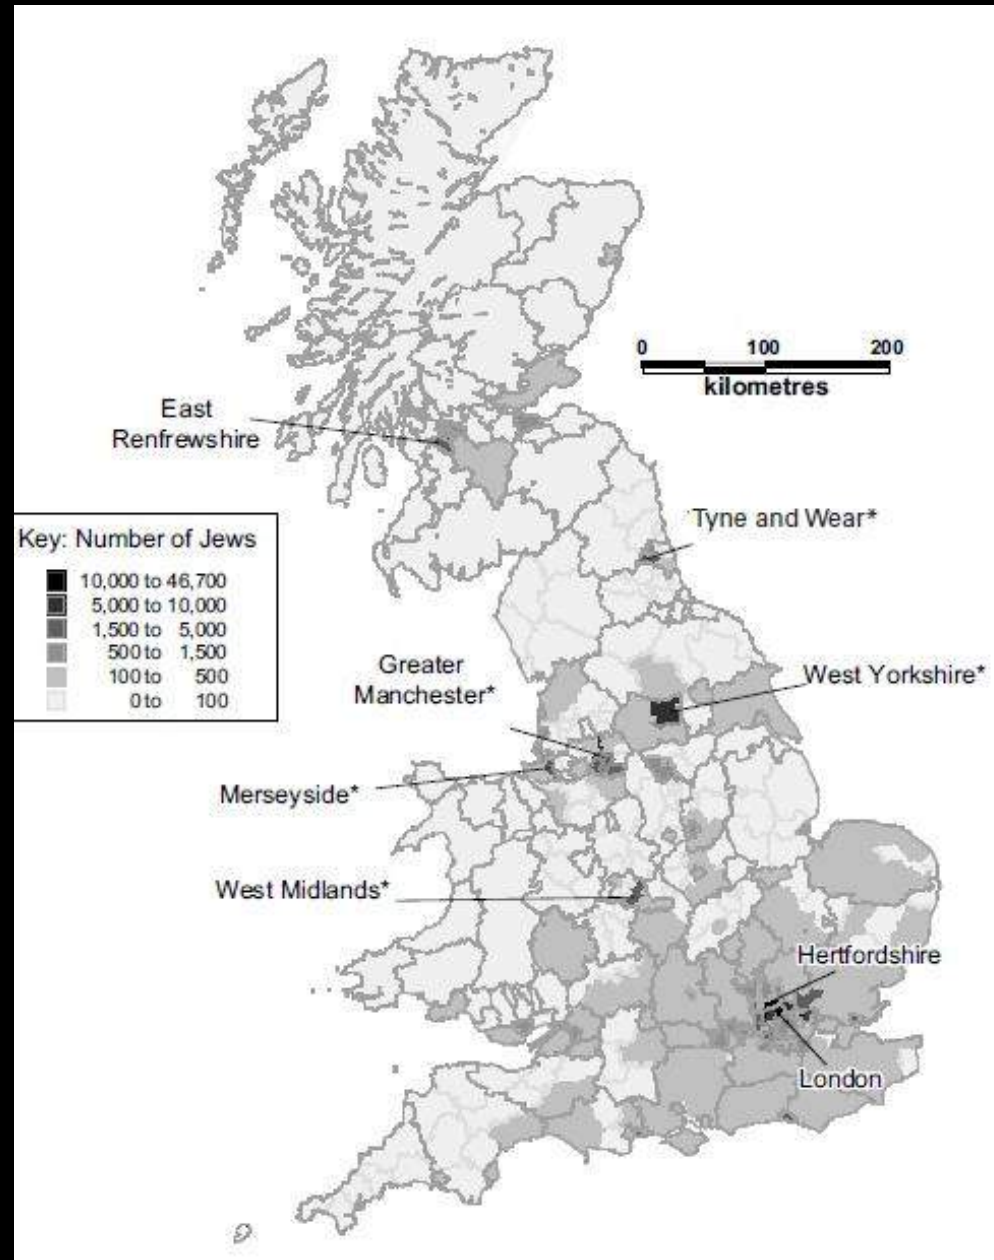 0 100 200
kilometres
East
Renfrewshire
Tyne and Wear*
Key: Number of Jews
10,000 to 46,700
5,000 to 10,000
1,500 to 5,000
500 to 1,500
100 to 500
0 to 100
Greater
Manchester*
West Yorkshire*
Merseyside*
West Midlands*
Hertfordshire
London